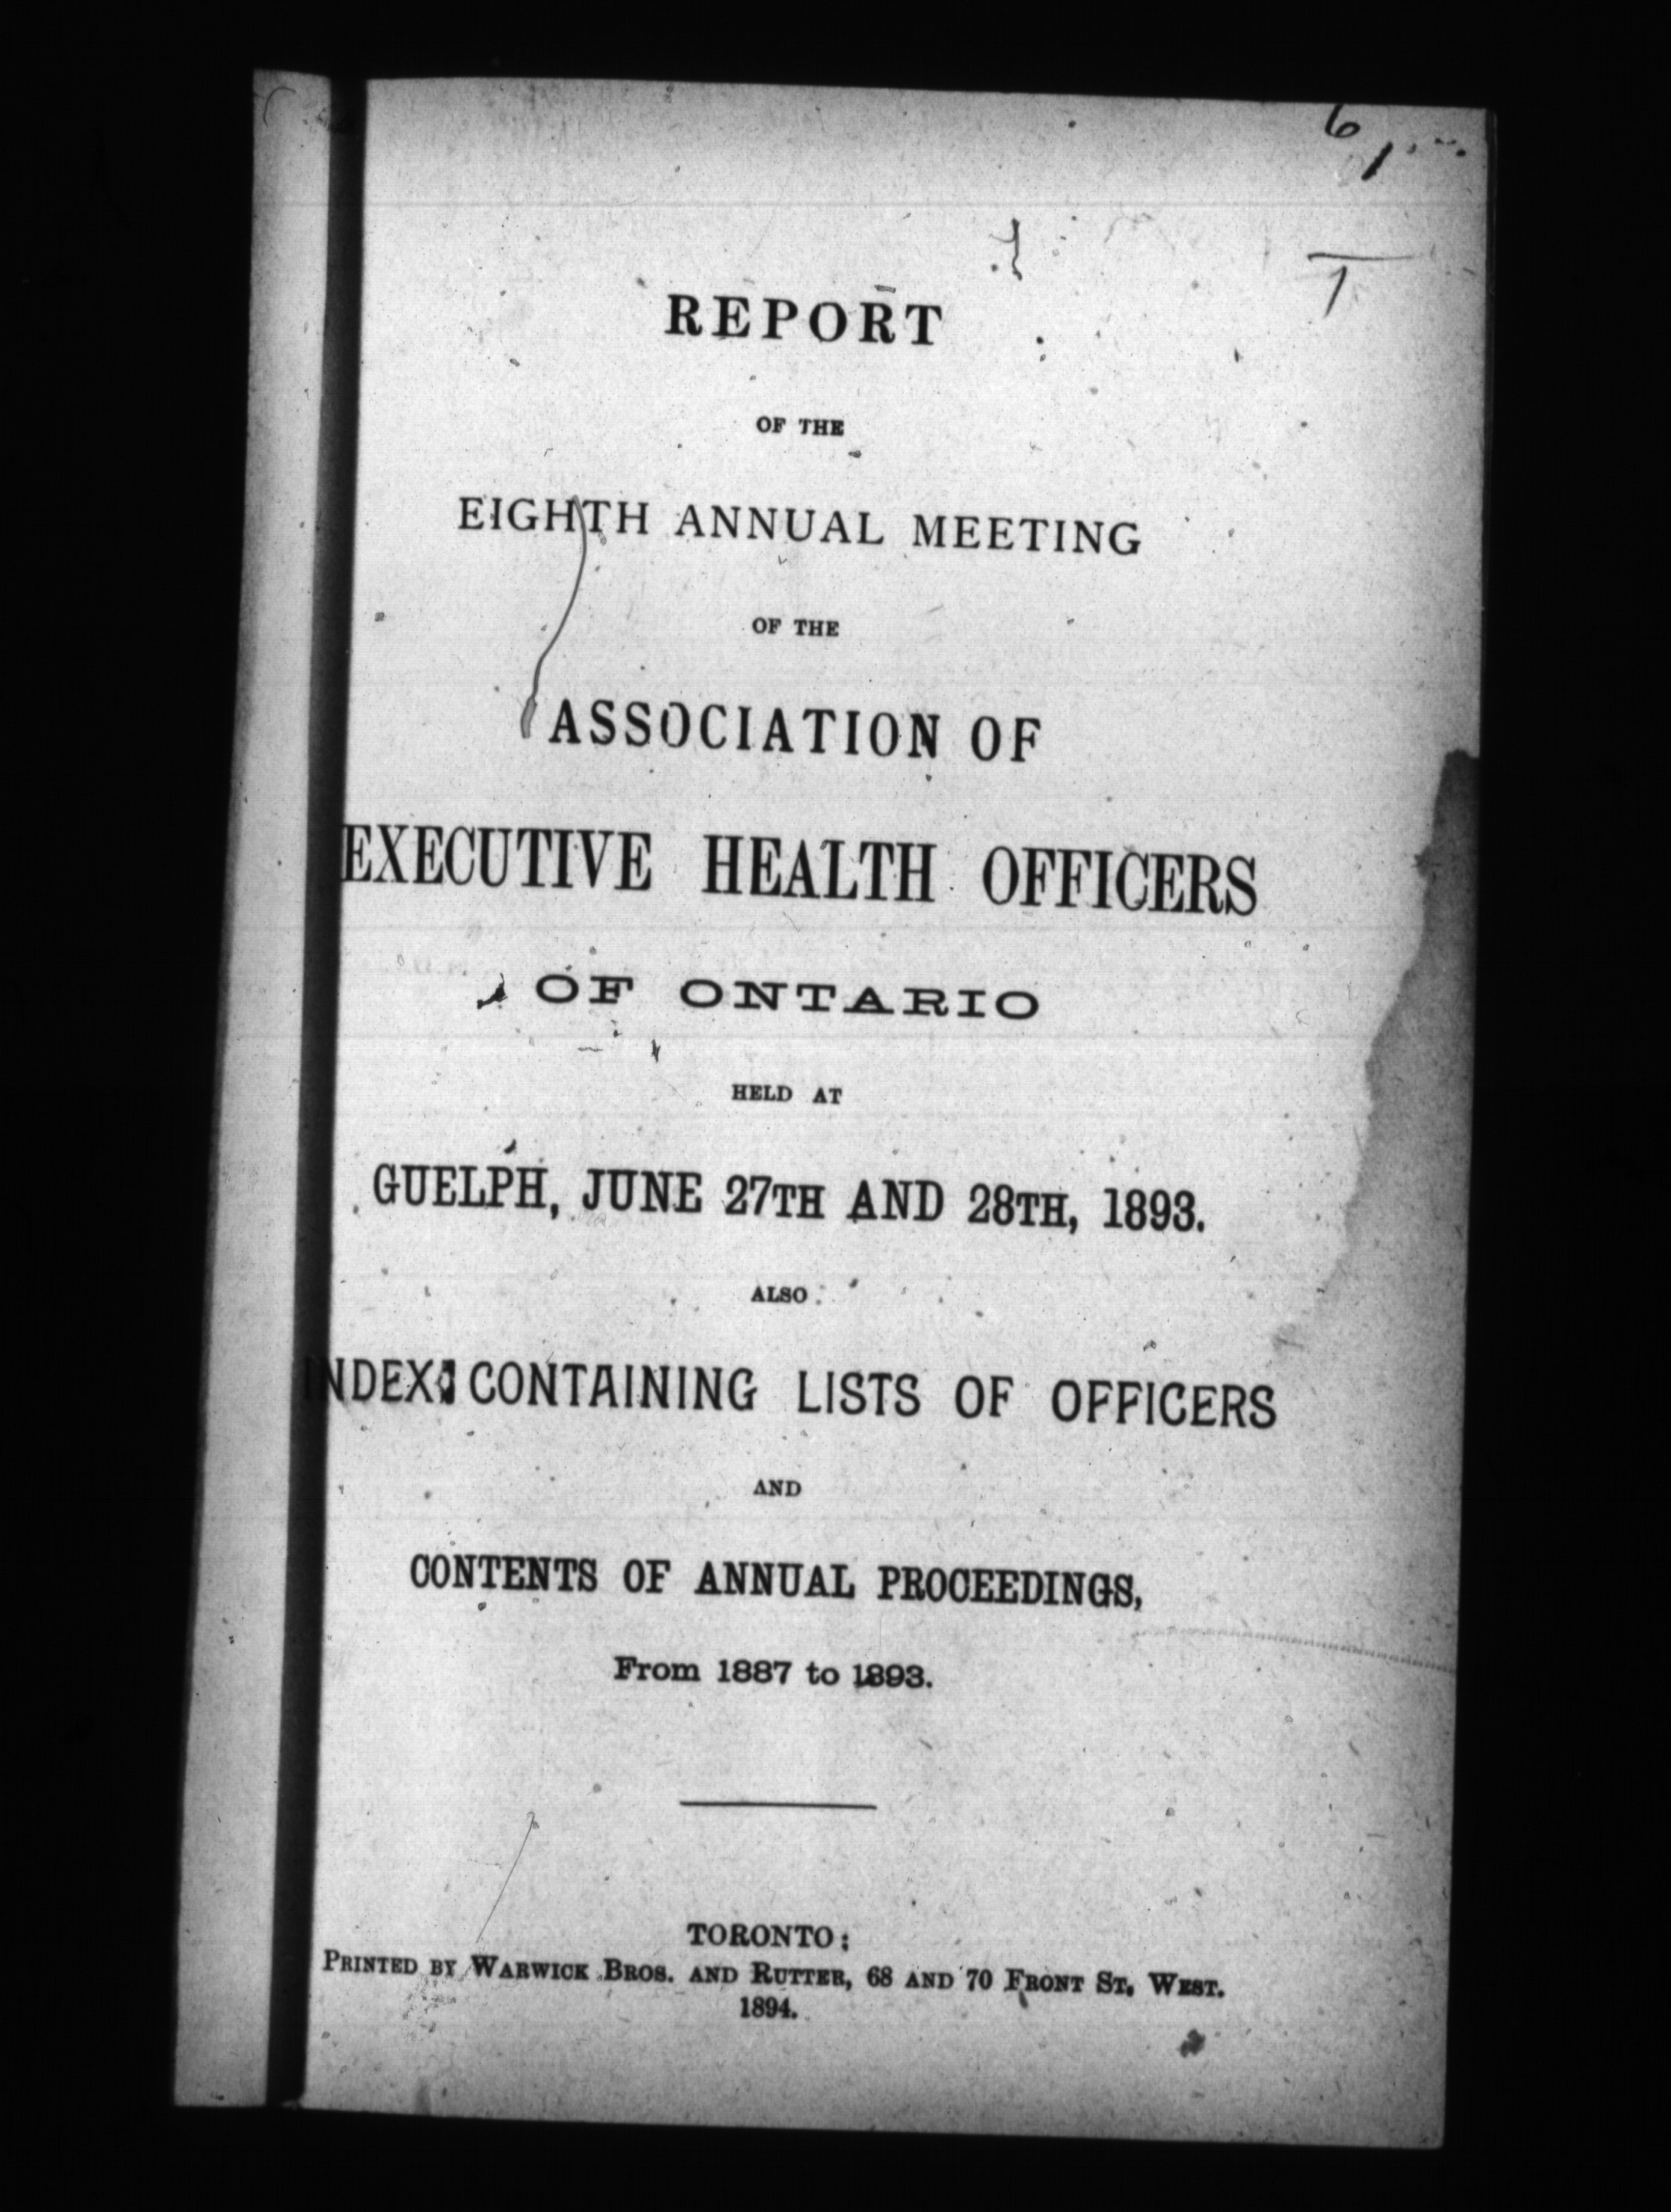 REPORT
OF THE
EIGHTH ANNUAL MEETING
OF THE
ASSOCIATION OF
EXECUTIVE HEALTH OFFICERS
OF ONTARIO
HELD AT
GUELPH, JUNE 27TH AND 28TH, 1893.
ALSO
INDEX CONTAINING LISTS OF OFFICERS
AND
CONTENTS OF ANNUAL PROCEEDINGS,
From 1887 to 1893.
TORONTO:
PRINTED BY WARWICK BROS. AND RUTTER, 68 AND 70 FRONT ST. WEST.
1894.